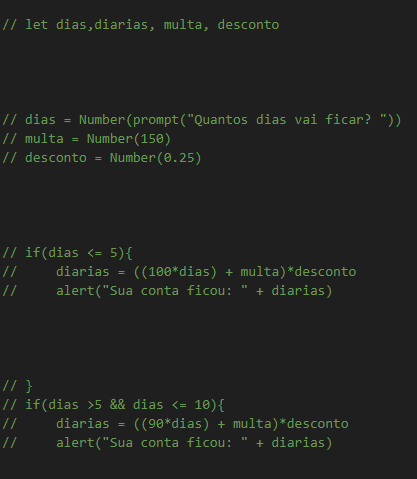 // let dias,diarias, multa, desconto
// dias = Number(prompt("Quantos dias vai ficar? "))
// multa = Number(150)
// desconto = Number(0.25)
// if(dias <= 5){
//     diarias = ((100*dias) + multa)*desconto
//     alert("Sua conta ficou: " + diarias)
// }
// if(dias >5 && dias <= 10){
//     diarias = ((90*dias) + multa)*desconto
//     alert("Sua conta ficou: " + diarias)